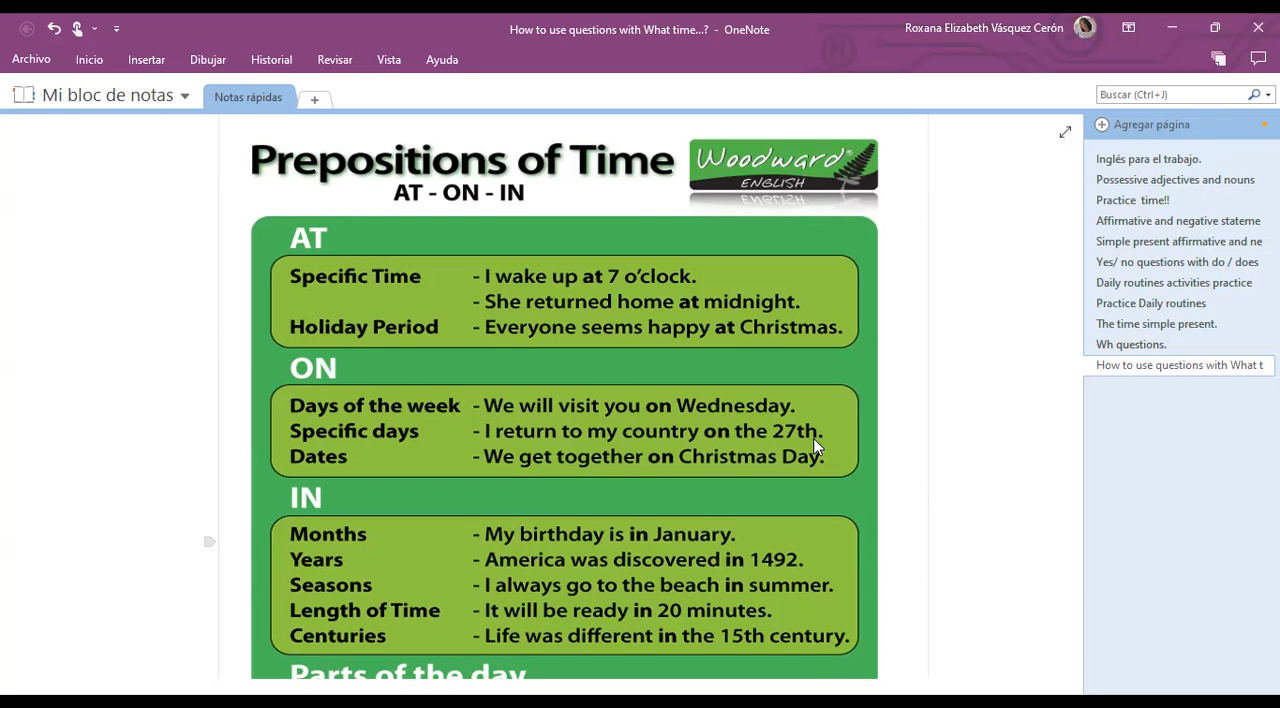 How to use questions with What time...? - OneNote
Roxana Elizabeth Vásquez Cerón
Archivo Inicio Insertar Dibujar Historial Revisar Vista Ayuda
Mi bloc de notas Notas rápidas Buscar (Ctrl+J)
Agregar página
Inglés para el trabajo.
Possessive adjectives and nouns
Practice time!!
Affirmative and negative stateme
Simple present affirmative and ne
Yes/ no questions with do / does
Daily routines activities practice
Practice Daily routines
The time simple present.
Wh questions.
How to use questions with What t
Prepositions of Time
AT - ON - IN
Woodward®
ENGLISH
AT
Specific Time - I wake up at 7 o'clock.
- She returned home at midnight.
Holiday Period - Everyone seems happy at Christmas.
ON
Days of the week - We will visit you on Wednesday.
Specific days - I return to my country on the 27th.
Dates - We get together on Christmas Day.
IN
Months - My birthday is in January.
Years - America was discovered in 1492.
Seasons - I always go to the beach in summer.
Length of Time - It will be ready in 20 minutes.
Centuries - Life was different in the 15th century.
Parts of the day